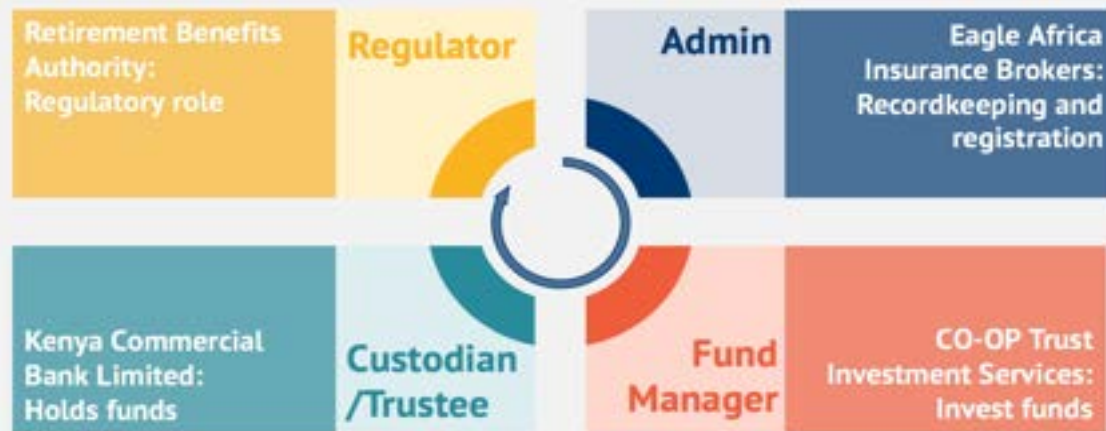 Retirement Benefits
Authority:
Regulatory role
Regulator
Admin
Eagle Africa
Insurance Brokers:
Recordkeeping and
registration
Kenya Commercial
Bank Limited:
Holds funds
Custodian
/Trustee
Fund
Manager
CO-OP Trust
Investment Services:
Invest funds